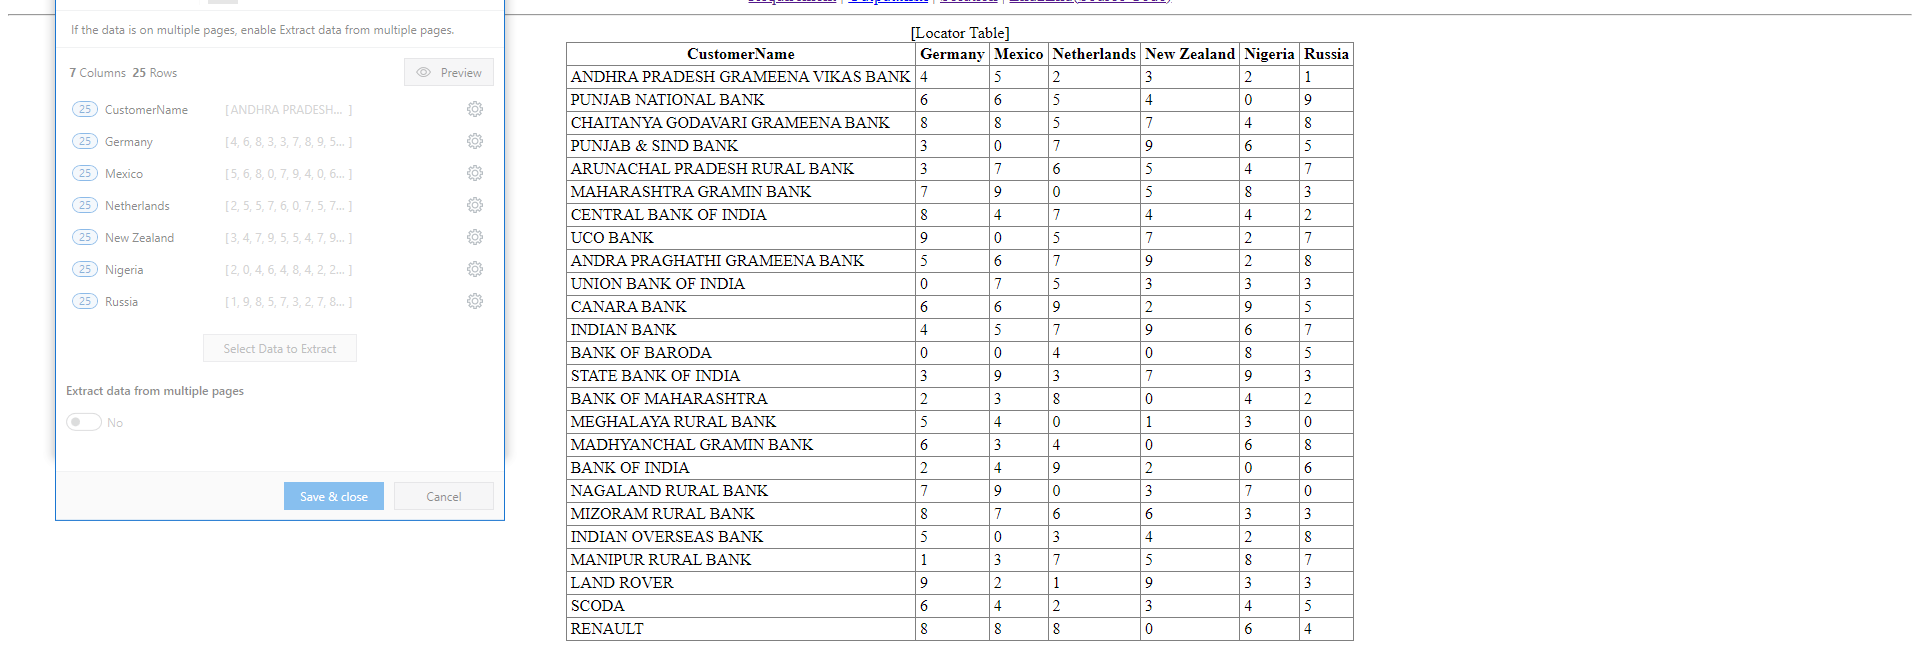 Requirement | Output.xlsx | Solution | EndzEnd(Source Code)
If the data is on multiple pages, enable Extract data from multiple pages.
7 Columns 25 Rows Preview
25 CustomerName [ ANDHRA PRADESH... ]
25 Germany [ 4, 6, 8, 3, 3, 7, 8, 9, 5... ]
25 Mexico [ 5, 6, 8, 0, 7, 9, 4, 0, 6... ]
25 Netherlands [ 2, 5, 5, 7, 6, 0, 7, 5, 7... ]
25 New Zealand [ 3, 4, 7, 9, 5, 5, 4, 7, 9... ]
25 Nigeria [ 2, 0, 4, 6, 4, 8, 4, 2, 2... ]
25 Russia [ 1, 9, 8, 5, 7, 3, 2, 7, 8... ]
Select Data to Extract
Extract data from multiple pages
No
Save & close Cancel
[Locator Table]
CustomerName Germany Mexico Netherlands New Zealand Nigeria Russia
ANDHRA PRADESH GRAMEENA VIKAS BANK 4 5 2 3 2 1
PUNJAB NATIONAL BANK 6 6 5 4 0 9
CHAITANYA GODAVARI GRAMEENA BANK 8 8 5 7 4 8
PUNJAB & SIND BANK 3 0 7 9 6 5
ARUNACHAL PRADESH RURAL BANK 3 7 6 5 4 7
MAHARASHTRA GRAMIN BANK 7 9 0 5 8 3
CENTRAL BANK OF INDIA 8 4 7 4 4 2
UCO BANK 9 0 5 7 2 7
ANDRA PRAGHATHI GRAMEENA BANK 5 6 7 9 2 8
UNION BANK OF INDIA 0 7 5 3 3 3
CANARA BANK 6 6 9 2 9 5
INDIAN BANK 4 5 7 9 6 7
BANK OF BARODA 0 0 4 0 8 5
STATE BANK OF INDIA 3 9 3 7 9 3
BANK OF MAHARASHTRA 2 3 8 0 4 2
MEGHALAYA RURAL BANK 5 4 0 1 3 0
MADHYANCHAL GRAMIN BANK 6 3 4 0 6 8
BANK OF INDIA 2 4 9 2 0 6
NAGALAND RURAL BANK 7 9 0 3 7 0
MIZORAM RURAL BANK 8 7 6 6 3 3
INDIAN OVERSEAS BANK 5 0 3 4 2 8
MANIPUR RURAL BANK 1 3 7 5 8 7
LAND ROVER 9 2 1 9 3 3
SCODA 6 4 2 3 4 5
RENAULT 8 8 8 0 6 4